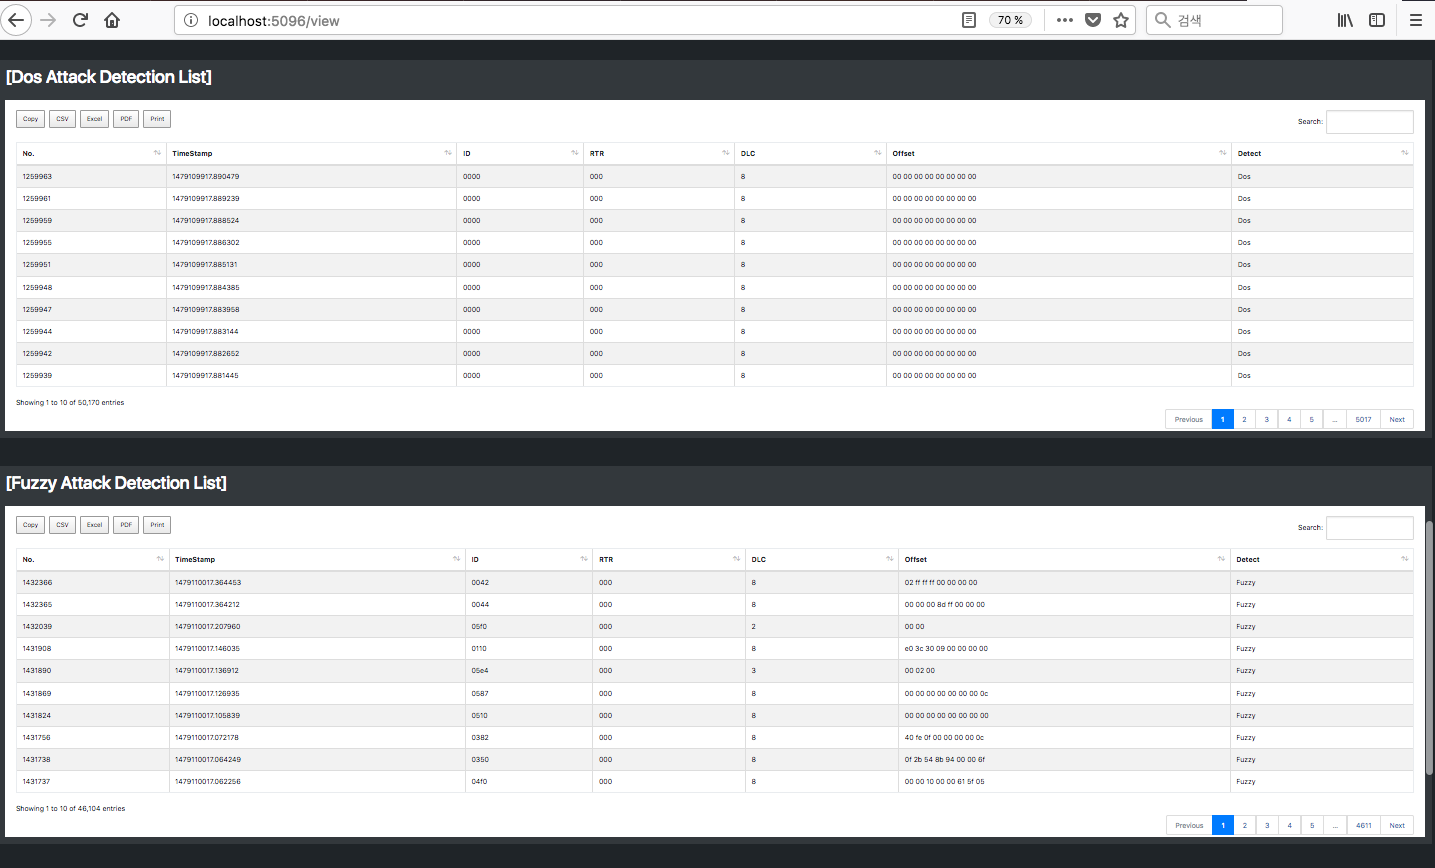 localhost:5096/view
70 %
검색
[Dos Attack Detection List]
Copy CSV Excel PDF Print
Search:
No. TimeStamp ID RTR DLC Offset Detect
1259963 1479109917.890479 0000 000 8 00 00 00 00 00 00 00 00 Dos
1259961 1479109917.889239 0000 000 8 00 00 00 00 00 00 00 00 Dos
1259959 1479109917.888524 0000 000 8 00 00 00 00 00 00 00 00 Dos
1259955 1479109917.886302 0000 000 8 00 00 00 00 00 00 00 00 Dos
1259951 1479109917.885131 0000 000 8 00 00 00 00 00 00 00 00 Dos
1259948 1479109917.884385 0000 000 8 00 00 00 00 00 00 00 00 Dos
1259947 1479109917.883958 0000 000 8 00 00 00 00 00 00 00 00 Dos
1259944 1479109917.883144 0000 000 8 00 00 00 00 00 00 00 00 Dos
1259942 1479109917.882652 0000 000 8 00 00 00 00 00 00 00 00 Dos
1259939 1479109917.881445 0000 000 8 00 00 00 00 00 00 00 00 Dos
Showing 1 to 10 of 50,170 entries
Previous 1 2 3 4 5 ... 5017 Next
[Fuzzy Attack Detection List]
Copy CSV Excel PDF Print
Search:
No. TimeStamp ID RTR DLC Offset Detect
1432366 1479110017.364453 0042 000 8 02 ff ff ff 00 00 00 00 Fuzzy
1432365 1479110017.364212 0044 000 8 00 00 00 8d ff 00 00 00 Fuzzy
1432039 1479110017.207960 05f0 000 2 00 00 Fuzzy
1431908 1479110017.146035 0110 000 8 e0 3c 30 09 00 00 00 00 Fuzzy
1431890 1479110017.136912 05e4 000 3 00 02 00 Fuzzy
1431869 1479110017.126935 0587 000 8 00 00 00 00 00 00 00 0c Fuzzy
1431824 1479110017.105839 0510 000 8 00 00 00 00 00 00 00 00 Fuzzy
1431756 1479110017.072178 0382 000 8 40 fe 0f 00 00 00 00 0c Fuzzy
1431738 1479110017.064249 0350 000 8 0f 2b 54 8b 94 00 00 6f Fuzzy
1431737 1479110017.062256 04f0 000 8 00 00 10 00 00 61 5f 05 Fuzzy
Showing 1 to 10 of 46,104 entries
Previous 1 2 3 4 5 ... 4611 Next